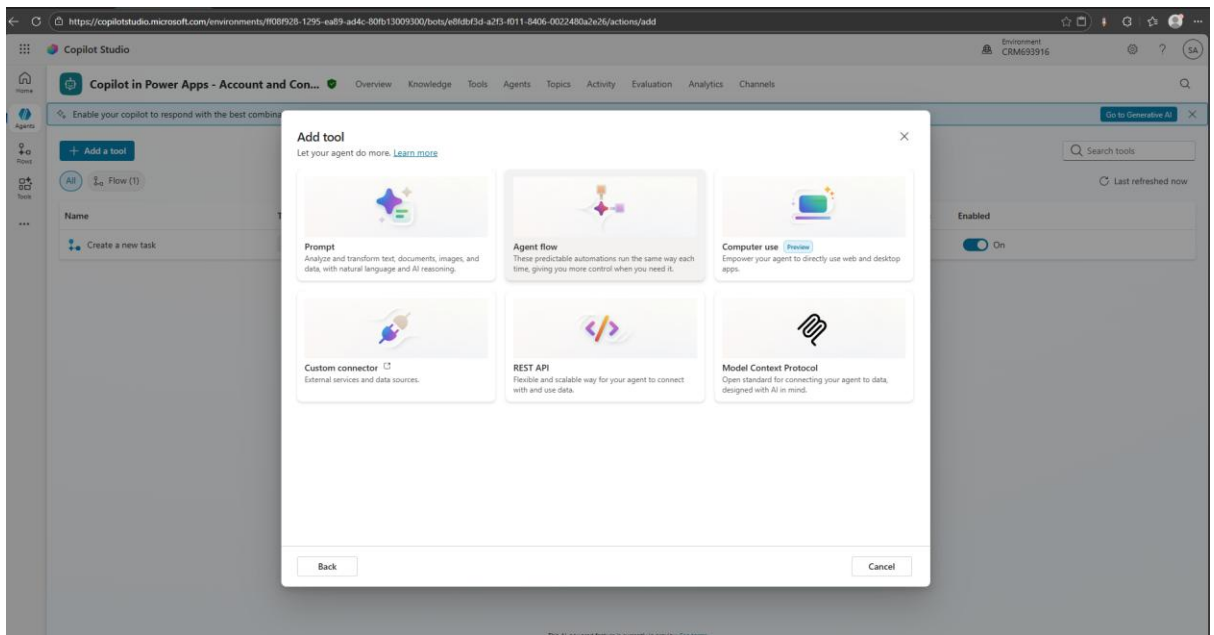 https://copilotstudio.microsoft.com/environments/ff08f928-1295-ea89-ad4c-80fb13009300/bots/e8fdbf3d-a2f3-f011-8406-0022480a2e26/actions/add
Copilot Studio
Environment
CRM693916
?
SA
Home
Agents
Flows
Tools
Copilot in Power Apps - Account and Con...
Overview Knowledge Tools Agents Topics Activity Evaluation Analytics Channels
Enable your copilot to respond with the best combina
Go to Generative AI
+ Add a tool
Search tools
All
Flow (1)
Last refreshed now
Name
T
Enabled
Create a new task
On
Add tool
Let your agent do more. Learn more
Prompt
Analyze and transform text, documents, images, and
data, with natural language and AI reasoning.
Agent flow
These predictable automations run the same way each
time, giving you more control when you need it.
Computer use Preview
Empower your agent to directly use web and desktop
apps.
Custom connector
External services and data sources.
REST API
Flexible and scalable way for your agent to connect
with and use data.
Model Context Protocol
Open standard for connecting your agent to data,
designed with AI in mind.
Back
Cancel